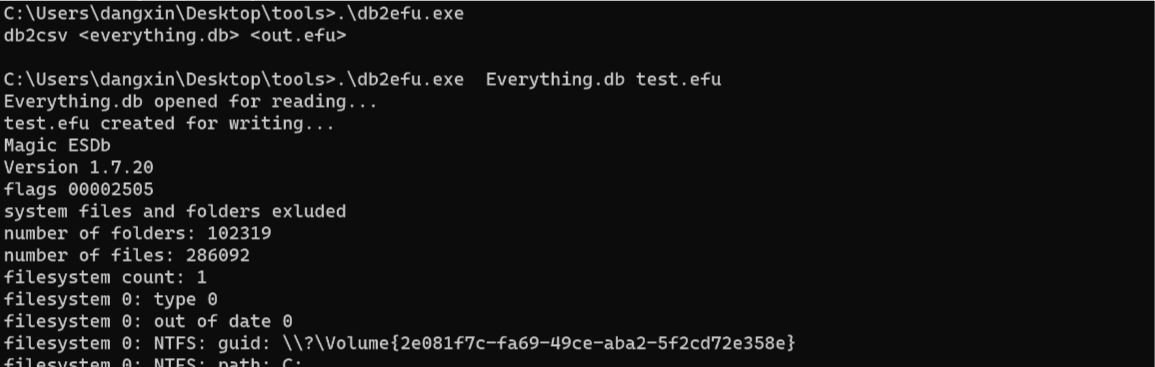 C:\Users\dangxin\Desktop\tools>.\db2efu.exe
db2csv <everything.db> <out.efu>
C:\Users\dangxin\Desktop\tools>.\db2efu.exe  Everything.db test.efu
Everything.db opened for reading...
test.efu created for writing...
Magic ESDb
Version 1.7.20
flags 00002505
system files and folders exluded
number of folders: 102319
number of files: 286092
filesystem count: 1
filesystem 0: type 0
filesystem 0: out of date 0
filesystem 0: NTFS: guid: \\?\Volume{2e081f7c-fa69-49ce-aba2-5f2cd72e358e}
filesystem 0: NTFS: path: C: